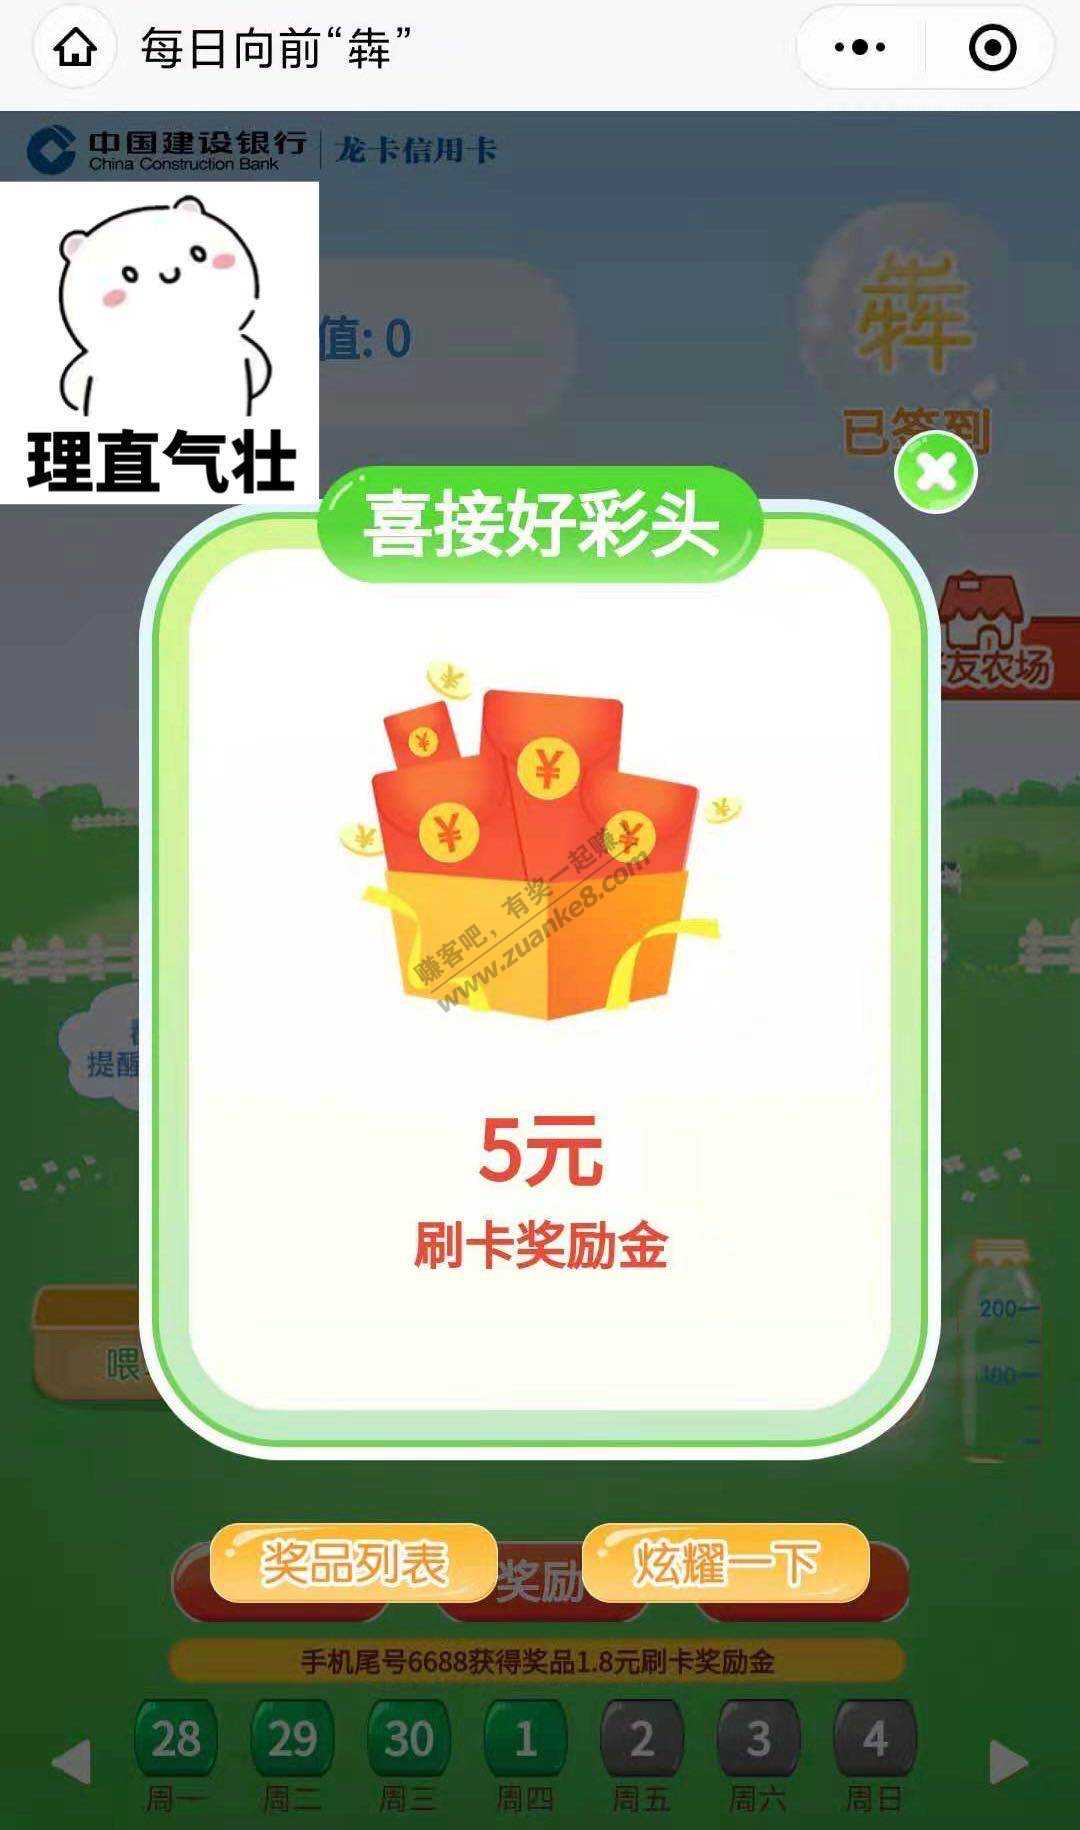 每日向前“犇”
中国建设银行 龙卡信用卡
China Construction Bank
理直气壮
值: 0
犇
已签到
喜接好彩头
友农场
赚客吧，有奖一起赚
www.zuanke8.com
提醒
5元
刷卡奖励金
200
100
喂
奖品列表
奖励
炫耀一下
手机尾号6688获得奖品1.8元刷卡奖励金
28 29 30 1 2 3 4
周一 周二 周三 周四 周五 周六 周日